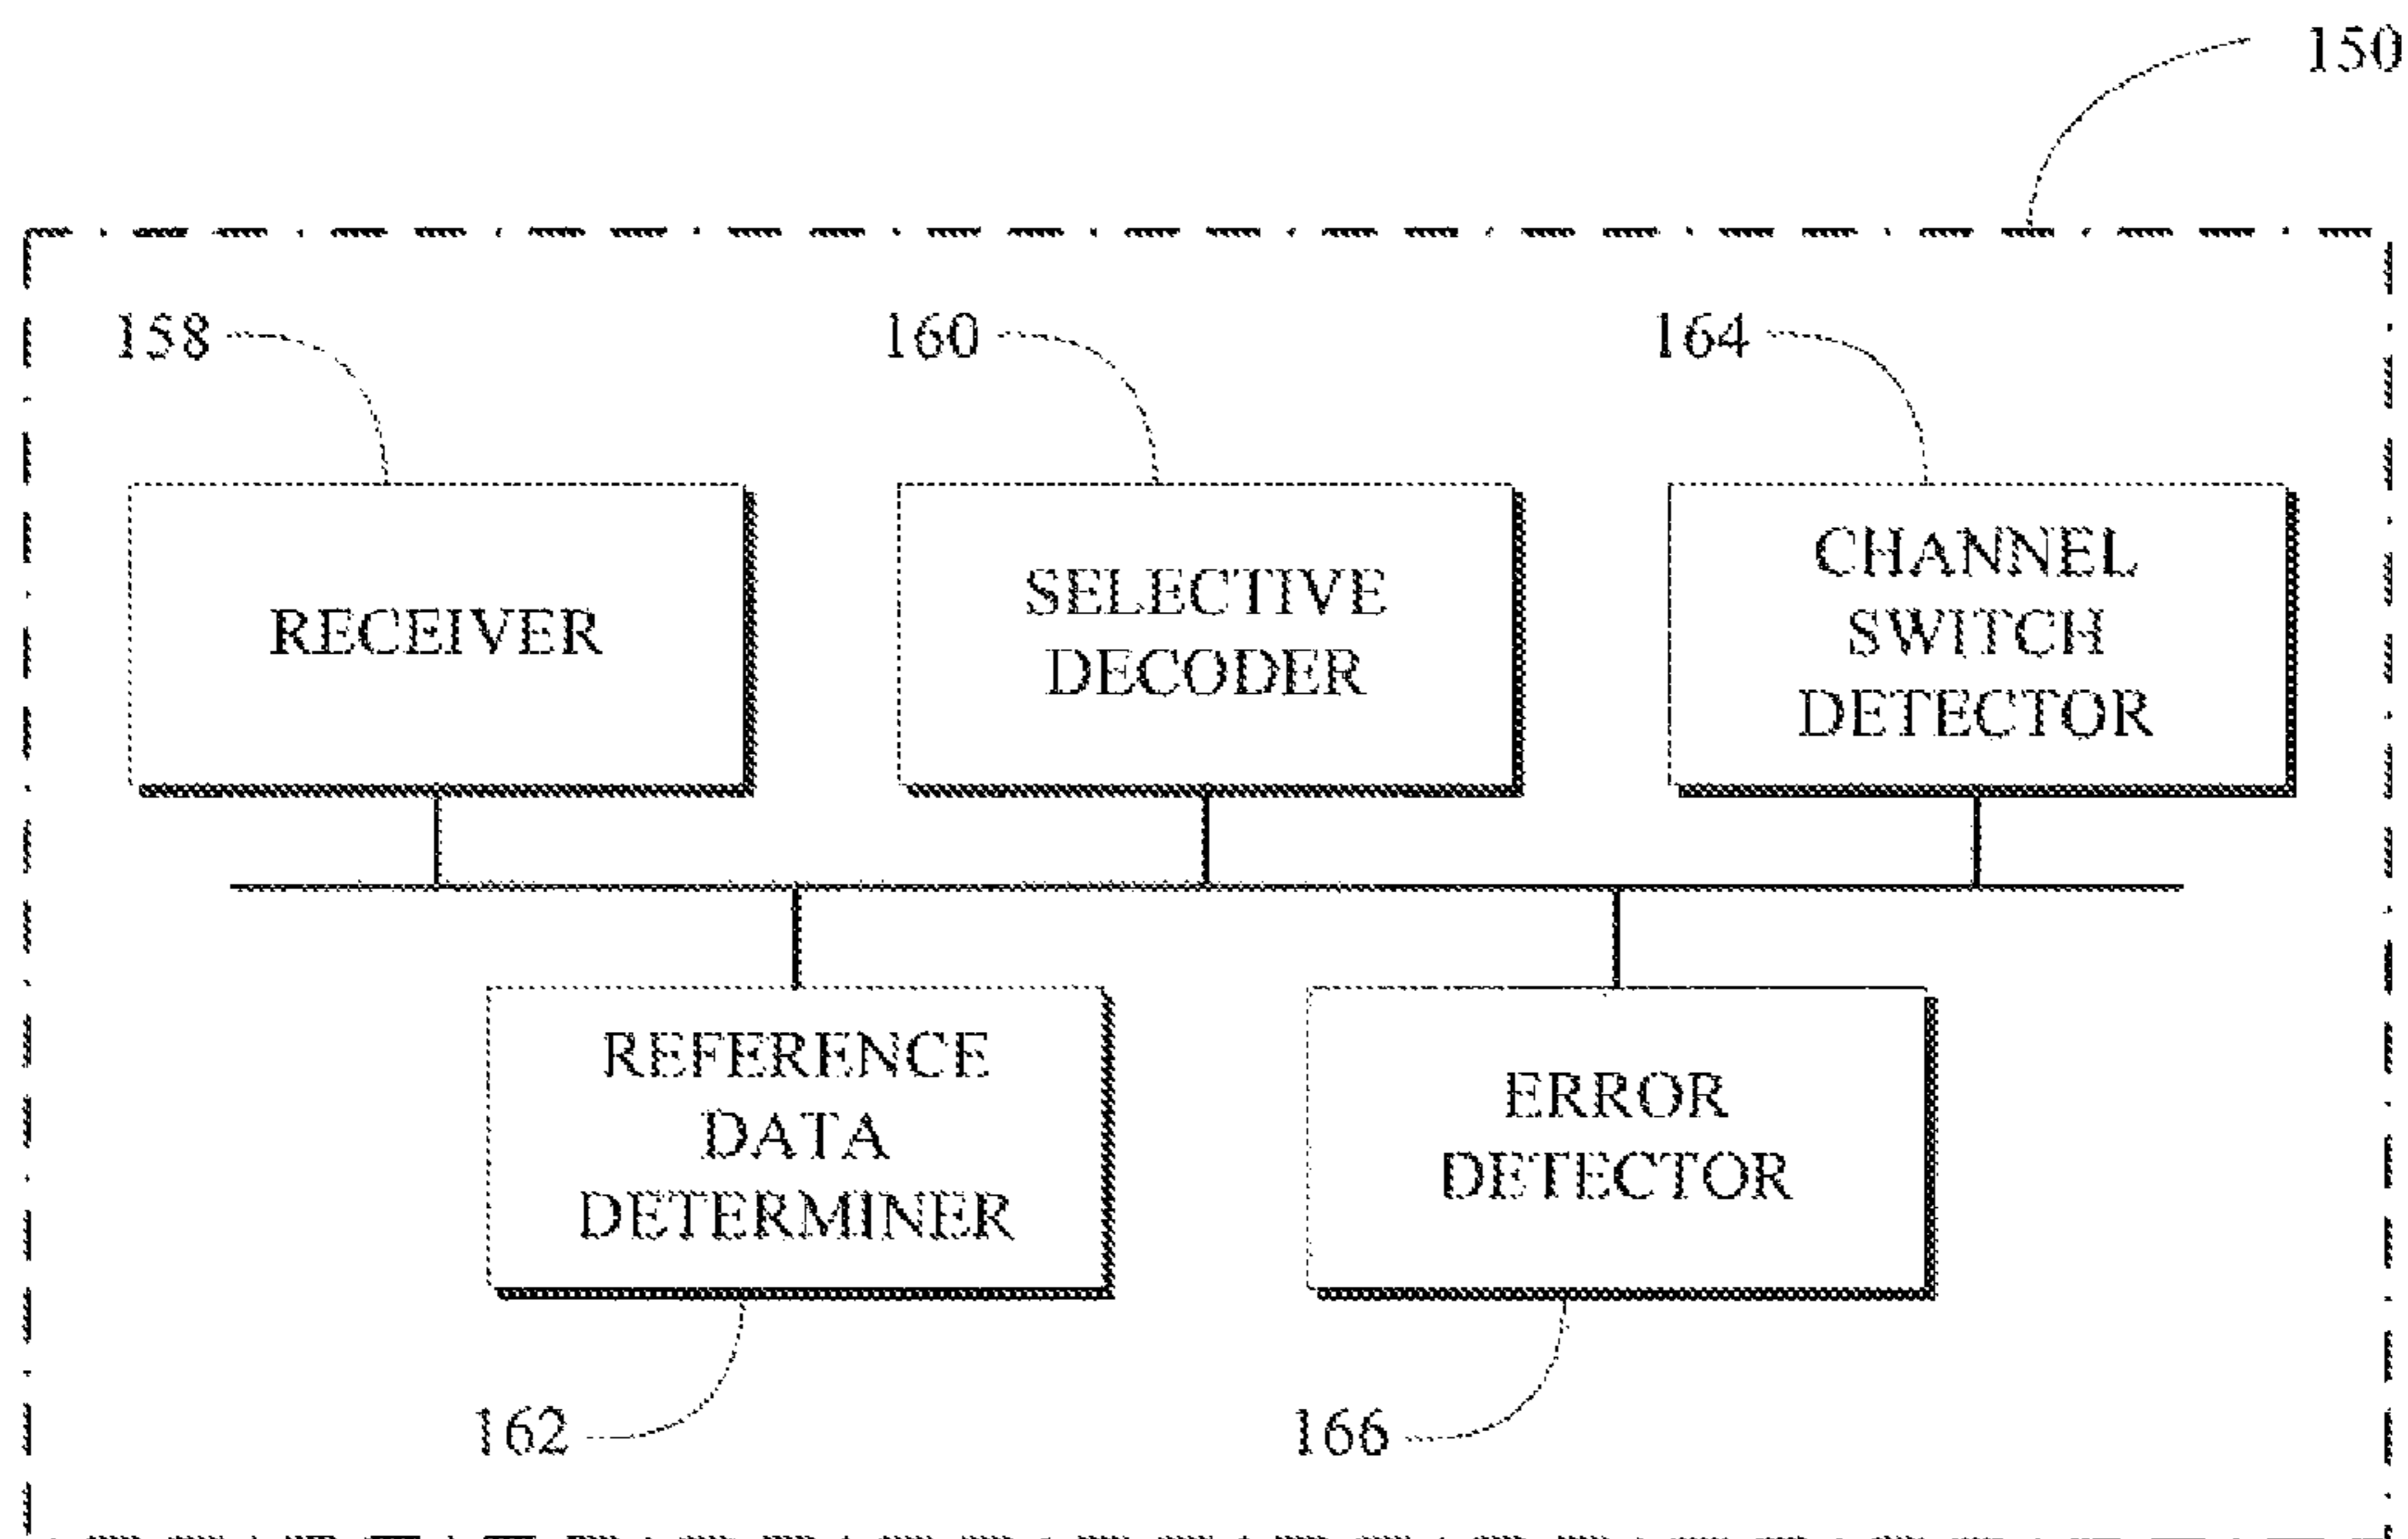 150
158
160
164
RECEIVER
SELECTIVE
DECODER
CHANNEL
SWITCH
DETECTOR
REFERENCE
DATA
DETERMINER
ERROR
DETECTOR
162
166